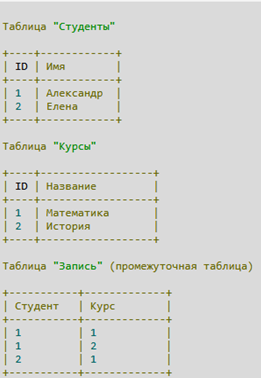 Таблица "Студенты"
+----+------------+
| ID | Имя        |
+----+------------+
| 1  | Александр  |
| 2  | Елена      |
+----+------------+
Таблица "Курсы"
+----+------------------+
| ID | Название         |
+----+------------------+
| 1  | Математика       |
| 2  | История          |
+----+------------------+
Таблица "Запись" (промежуточная таблица)
+-----------+-------------+
| Студент   | Курс        |
+-----------+-------------+
| 1         | 1           |
| 1         | 2           |
| 2         | 1           |